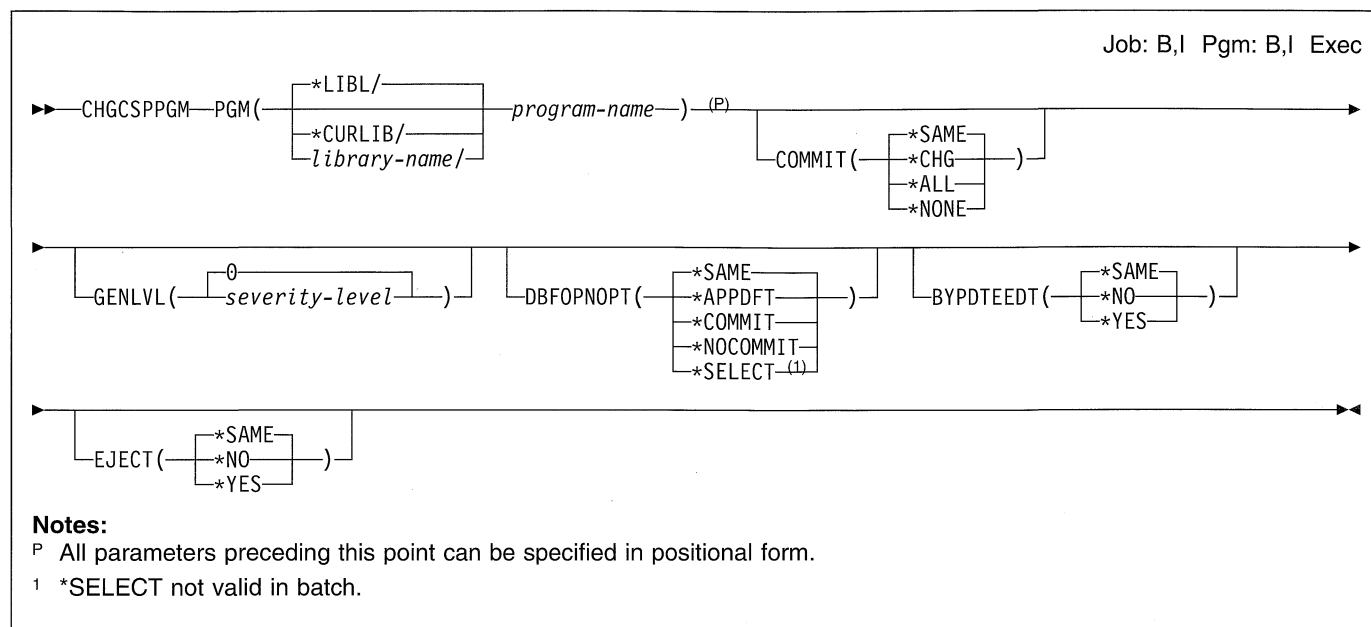 Job: B,I Pgm: B,I Exec
*LIBL/
CHGCSPPGM PGM( program-name ) (P)
*CURLIB/
library-name/
COMMIT( *SAME )
*CHG
*ALL
*NONE
GENLVL( 0 )
severity-level
DBFOPNOPT( *SAME )
*APPDFT
*COMMIT
*NOCOMMIT
*SELECT (1)
BYPDTEEDT( *SAME )
*NO
*YES
EJECT( *SAME )
*NO
*YES
Notes:
P All parameters preceding this point can be specified in positional form.
1 *SELECT not valid in batch.